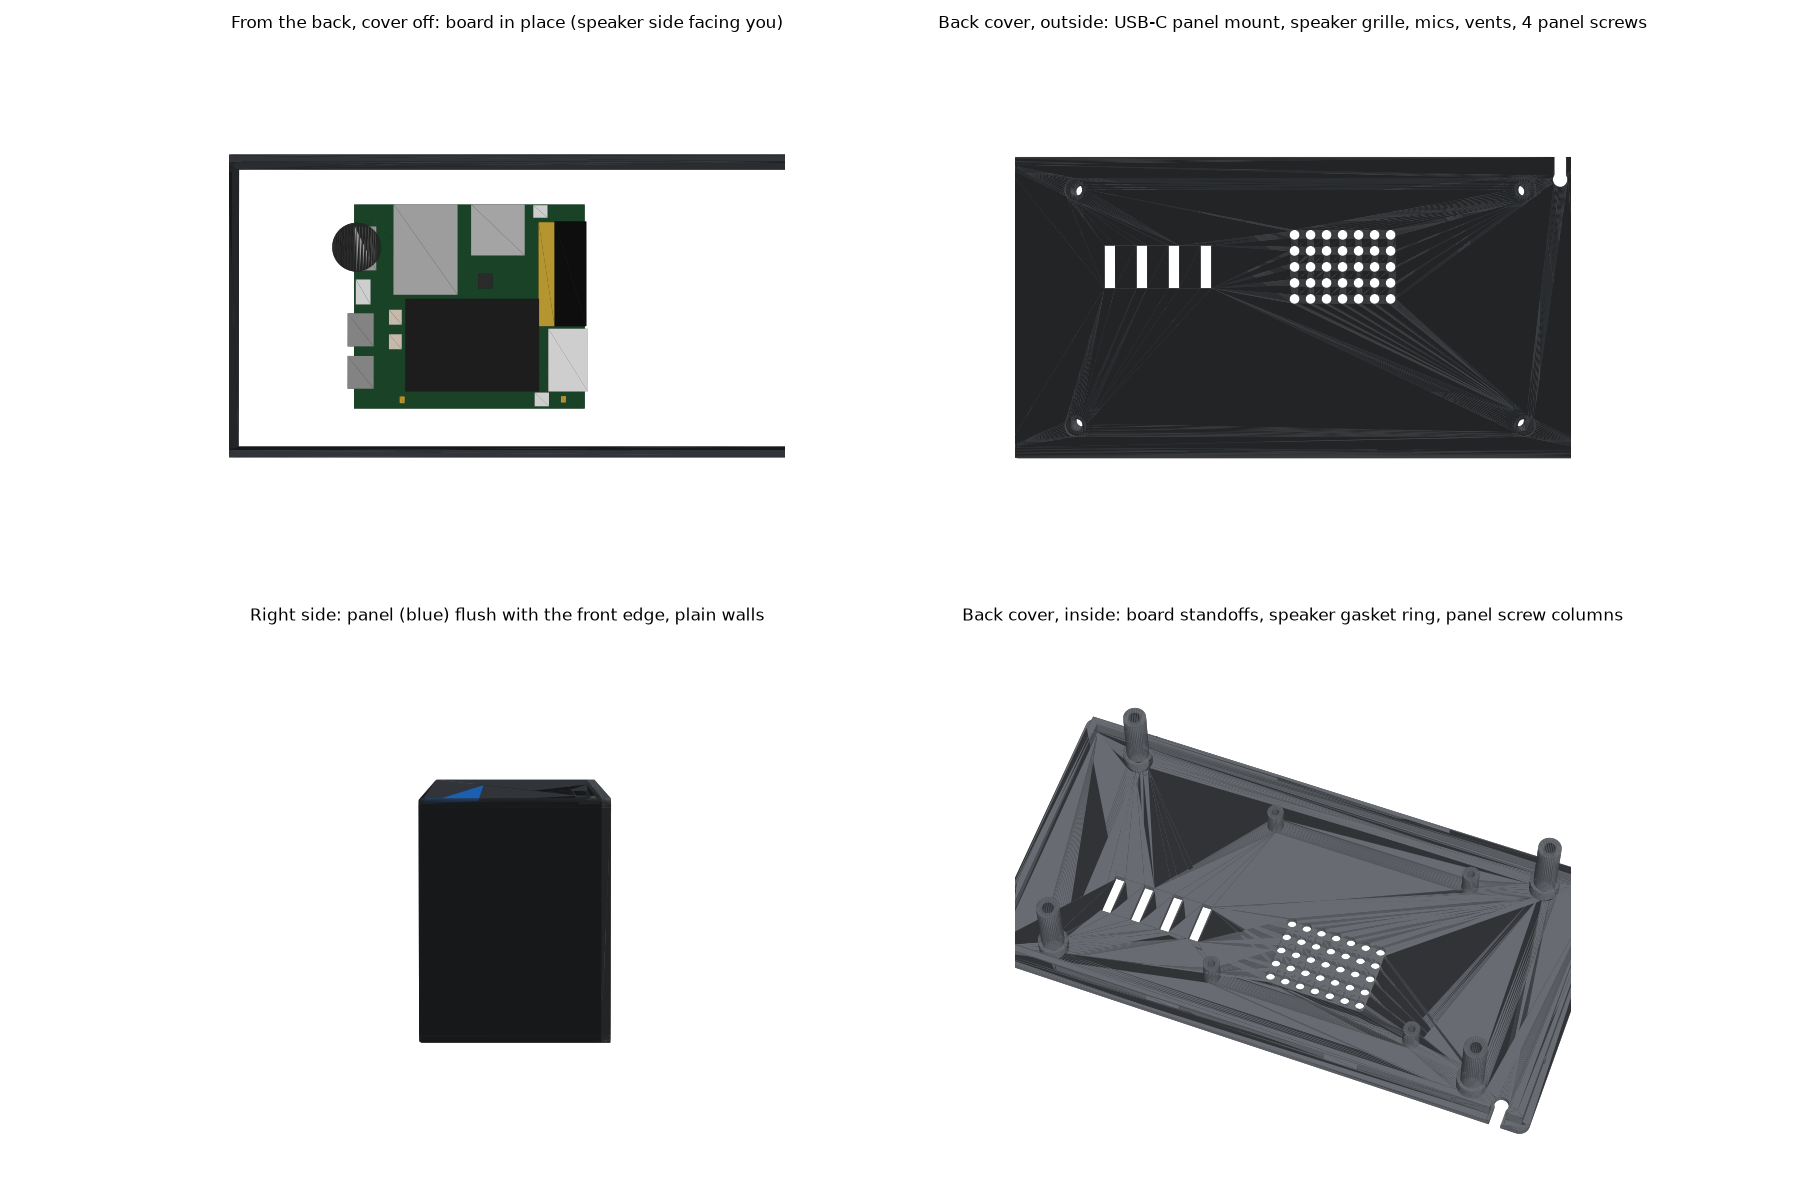 From the back, cover off: board in place (speaker side facing you)
Back cover, outside: USB-C panel mount, speaker grille, mics, vents, 4 panel screws
Right side: panel (blue) flush with the front edge, plain walls
Back cover, inside: board standoffs, speaker gasket ring, panel screw columns